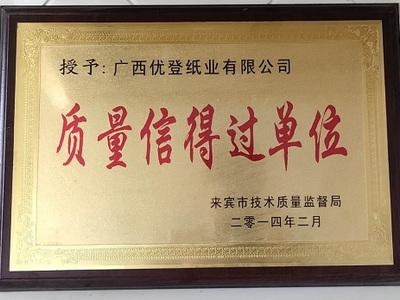 授予:广西优登纸业有限公司
质量信得过单位
来宾市技术质量监督局
二零一四年二月